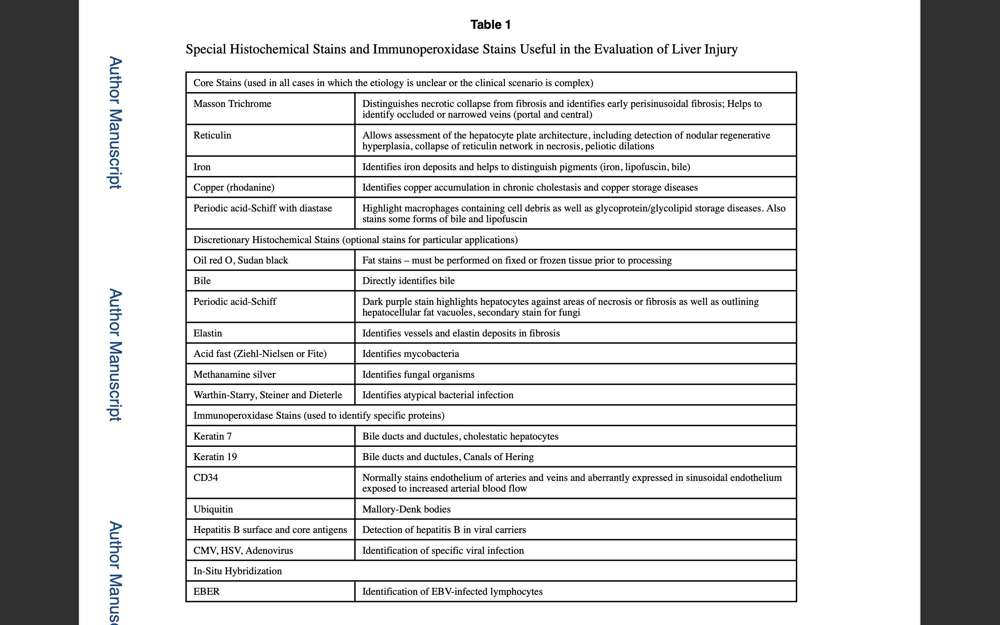 Table 1
Special Histochemical Stains and Immunoperoxidase Stains Useful in the Evaluation of Liver Injury
Core Stains (used in all cases in which the etiology is unclear or the clinical scenario is complex)
Masson Trichrome
Distinguishes necrotic collapse from fibrosis and identifies early perisinusoidal fibrosis; Helps to
identify occluded or narrowed veins (portal and central)
Reticulin
Allows assessment of the hepatocyte plate architecture, including detection of nodular regenerative
hyperplasia, collapse of reticulin network in necrosis, peliotic dilations
Iron
Identifies iron deposits and helps to distinguish pigments (iron, lipofuscin, bile)
Copper (rhodanine)
Identifies copper accumulation in chronic cholestasis and copper storage diseases
Periodic acid-Schiff with diastase
Highlight macrophages containing cell debris as well as glycoprotein/glycolipid storage diseases. Also
stains some forms of bile and lipofuscin
Discretionary Histochemical Stains (optional stains for particular applications)
Oil red O, Sudan black
Fat stains – must be performed on fixed or frozen tissue prior to processing
Bile
Directly identifies bile
Periodic acid-Schiff
Dark purple stain highlights hepatocytes against areas of necrosis or fibrosis as well as outlining
hepatocellular fat vacuoles, secondary stain for fungi
Elastin
Identifies vessels and elastin deposits in fibrosis
Acid fast (Ziehl-Nielsen or Fite)
Identifies mycobacteria
Methanamine silver
Identifies fungal organisms
Warthin-Starry, Steiner and Dieterle
Identifies atypical bacterial infection
Immunoperoxidase Stains (used to identify specific proteins)
Keratin 7
Bile ducts and ductules, cholestatic hepatocytes
Keratin 19
Bile ducts and ductules, Canals of Hering
CD34
Normally stains endothelium of arteries and veins and aberrantly expressed in sinusoidal endothelium
exposed to increased arterial blood flow
Ubiquitin
Mallory-Denk bodies
Hepatitis B surface and core antigens
Detection of hepatitis B in viral carriers
CMV, HSV, Adenovirus
Identification of specific viral infection
In-Situ Hybridization
EBER
Identification of EBV-infected lymphocytes
Author Manuscript
Author Manuscript
Author Manusc